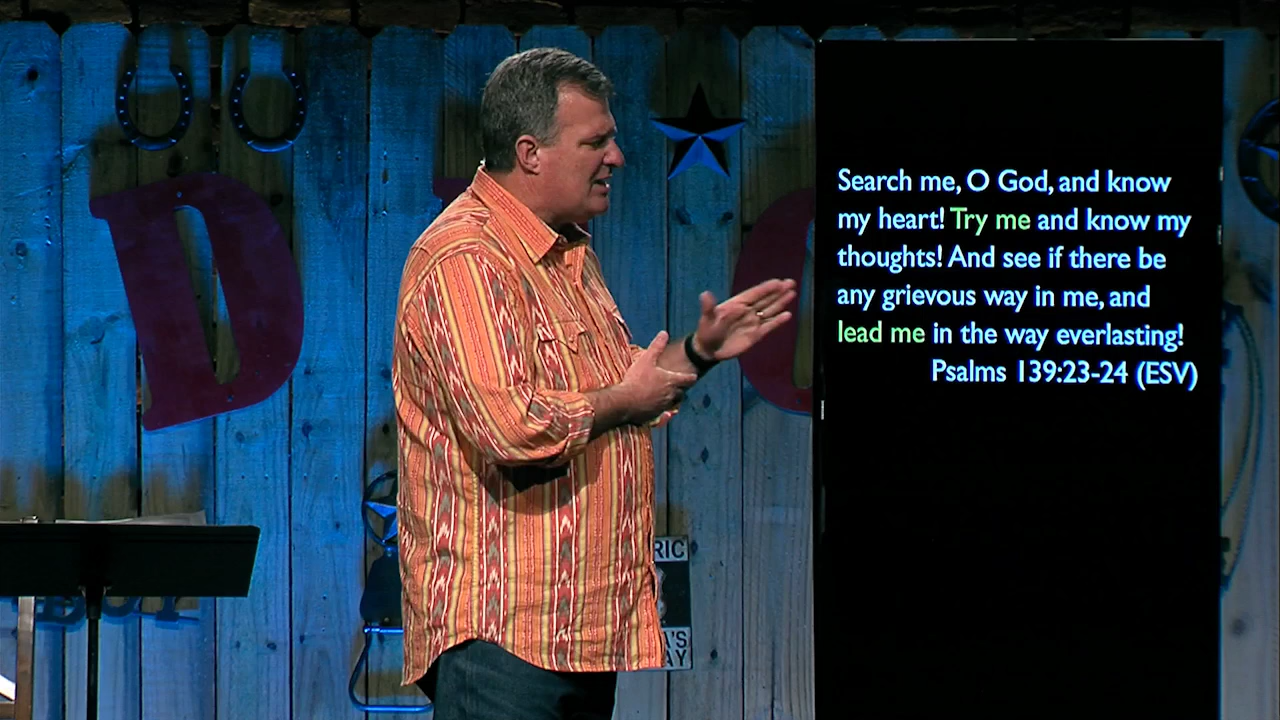 D
Search me, O God, and know
my heart! Try me and know my
thoughts! And see if there be
any grievous way in me, and
lead me in the way everlasting!
Psalms 139:23-24 (ESV)
RIC
A'S
AY